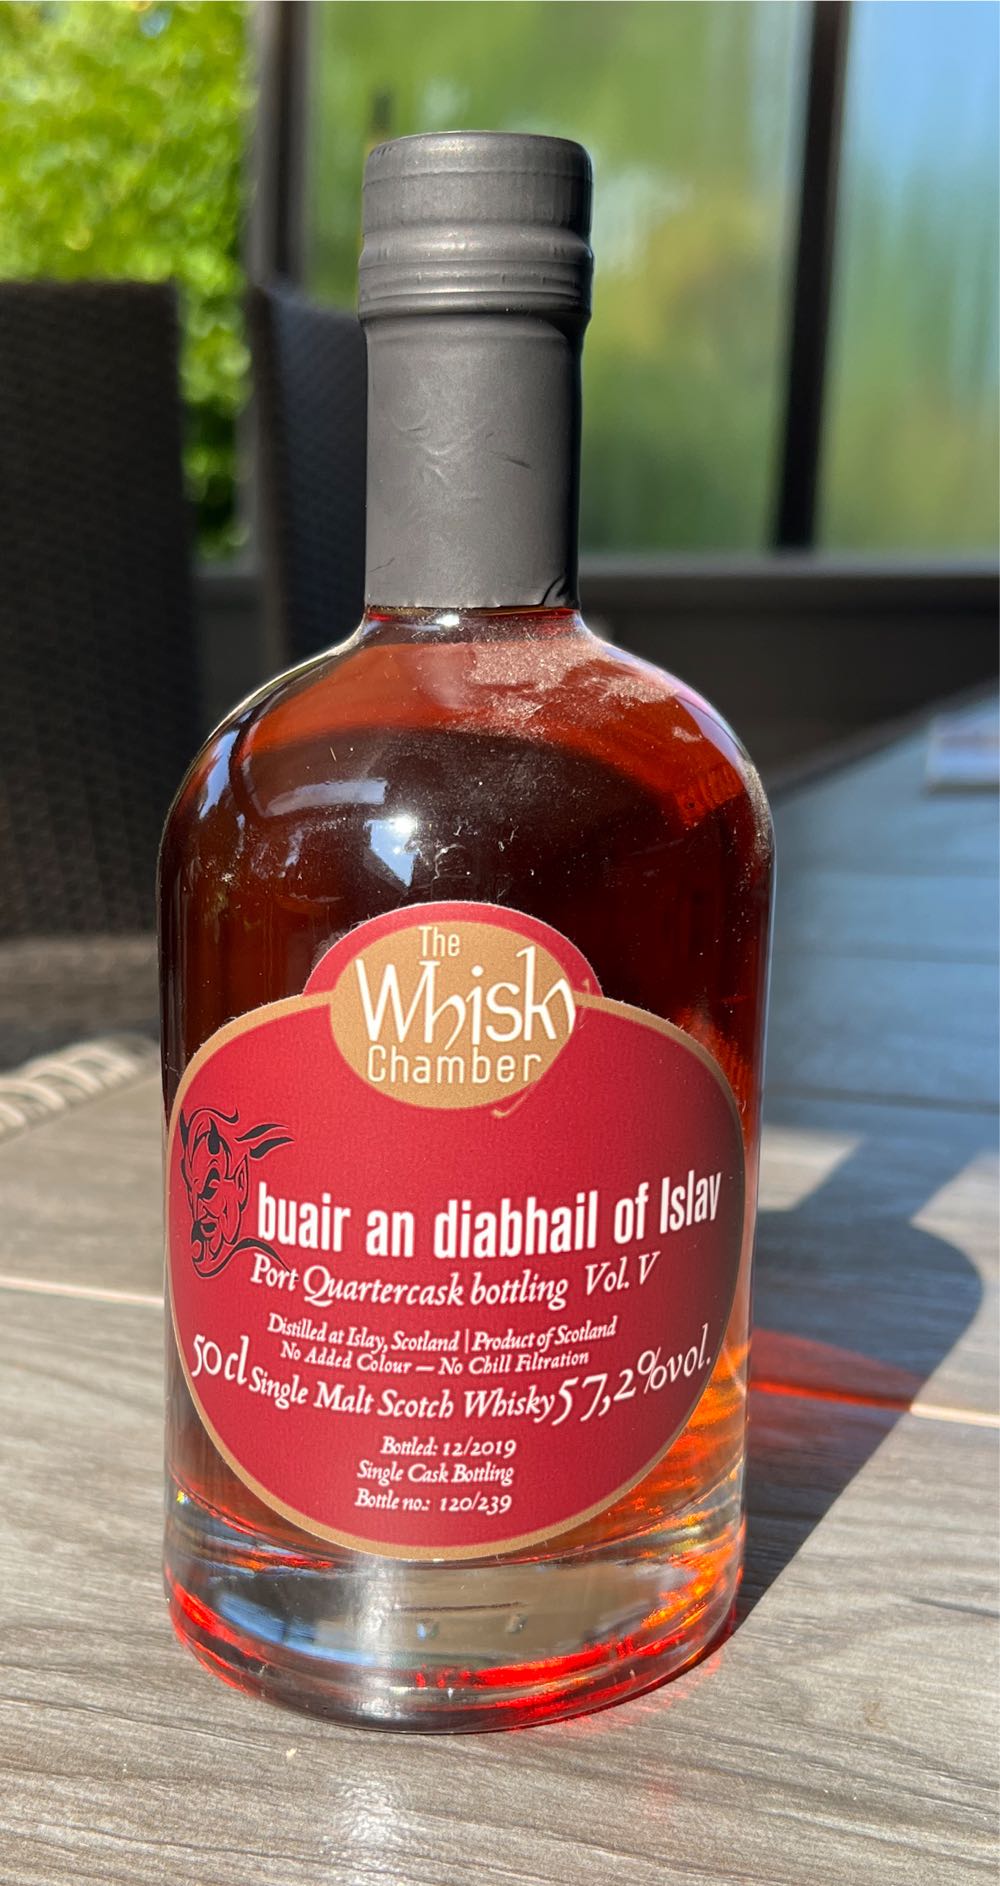 The
Whisky
Chamber
buair an diabhail of Islay
Port Quartercask bottling Vol. V
Distilled at Islay, Scotland | Product of Scotland
No Added Colour — No Chill Filtration
50cl Single Malt Scotch Whisky 57,2%vol.
Bottled: 12/2019
Single Cask Bottling
Bottle no.: 120/239